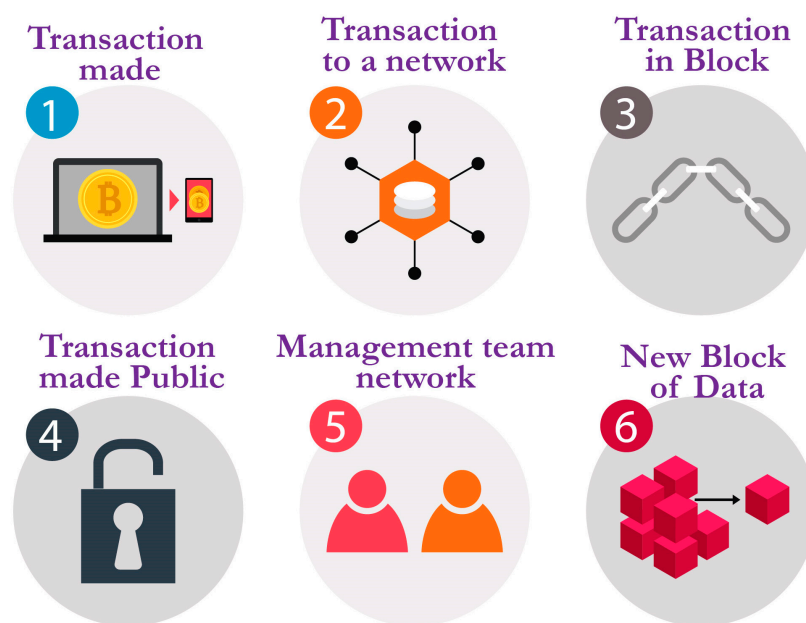 Transaction
made
1
Transaction
to a network
2
Transaction
in Block
3
Transaction
made Public
4
Management team
network
5
New Block
of Data
6